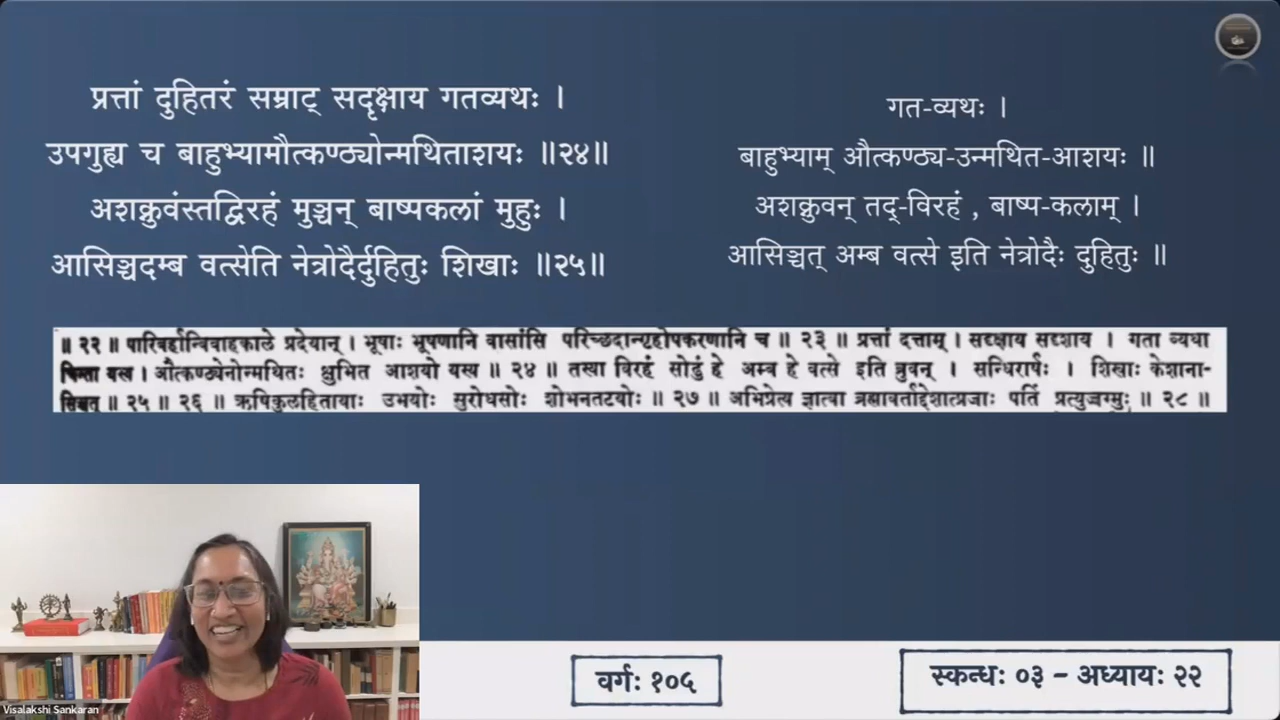 प्रत्तां दुहितरं सम्राट् सदृक्षाय गतव्यथः ।
उपगुह्य च बाहुभ्यामौत्कण्ठ्योन्मथिताशयः ॥२४॥
अशक्नुवंस्तद्विरहं मुञ्चन् बाष्पकलां मुहुः ।
आसिञ्चदम्ब वत्सेति नेत्रोदैर्दुहितुः शिखाः ॥२५॥
गत-व्यथः ।
बाहुभ्याम् औत्कण्ठ्य-उन्मथित-आशयः ॥
अशक्नुवन् तद्-विरहं , बाष्प-कलाम् ।
आसिञ्चत् अम्ब वत्से इति नेत्रोदैः दुहितुः ॥
॥ २२ ॥ पारिबर्हान्विवाहकाले प्रदेयान् । भूषाः भूषणानि वासांसि परिच्छदान्गृहोपकरणानि च ॥ २३ ॥ प्रत्तां दत्ताम् । सदृक्षाय सदृशाय । गता व्यथा
चिन्ता यस्य । औत्कण्ठ्येनोन्मथितः क्षुभित आशयो यस्य ॥ २४ ॥ तस्या विरहं सोढुं हे अम्ब हे वत्से इति ब्रुवन् । सन्धिरार्षः । शिखाः केशाना-
सिञ्चत् ॥ २५ ॥ २६ ॥ ऋषिकुलहितायाः उभयोः सुरोधसोः शोभनतटयोः ॥ २७ ॥ अभिप्रेत्य ज्ञात्वा ब्रह्मावर्ताद्देशात्प्रजाः पतिं प्रत्युज्जग्मुः ॥ २८ ॥
Visalakshi Sankaran
वर्गः १०५
स्कन्धः ०३ - अध्यायः २२